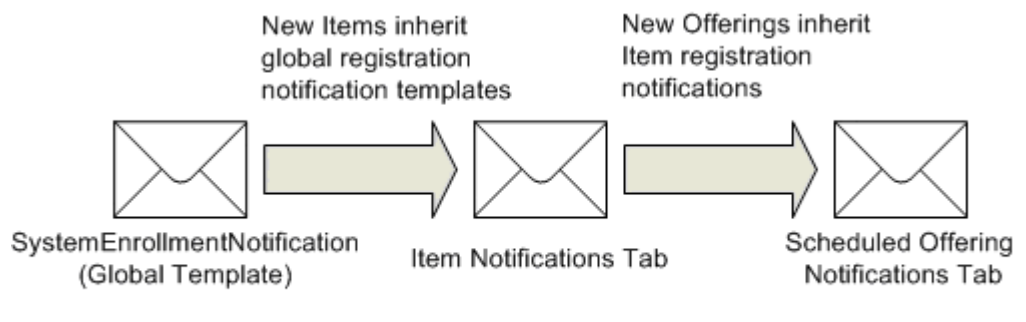 New Items inherit
global registration
notification templates
New Offerings inherit
Item registration
notifications
SystemEnrollmentNotification
(Global Template)
Item Notifications Tab
Scheduled Offering
Notifications Tab